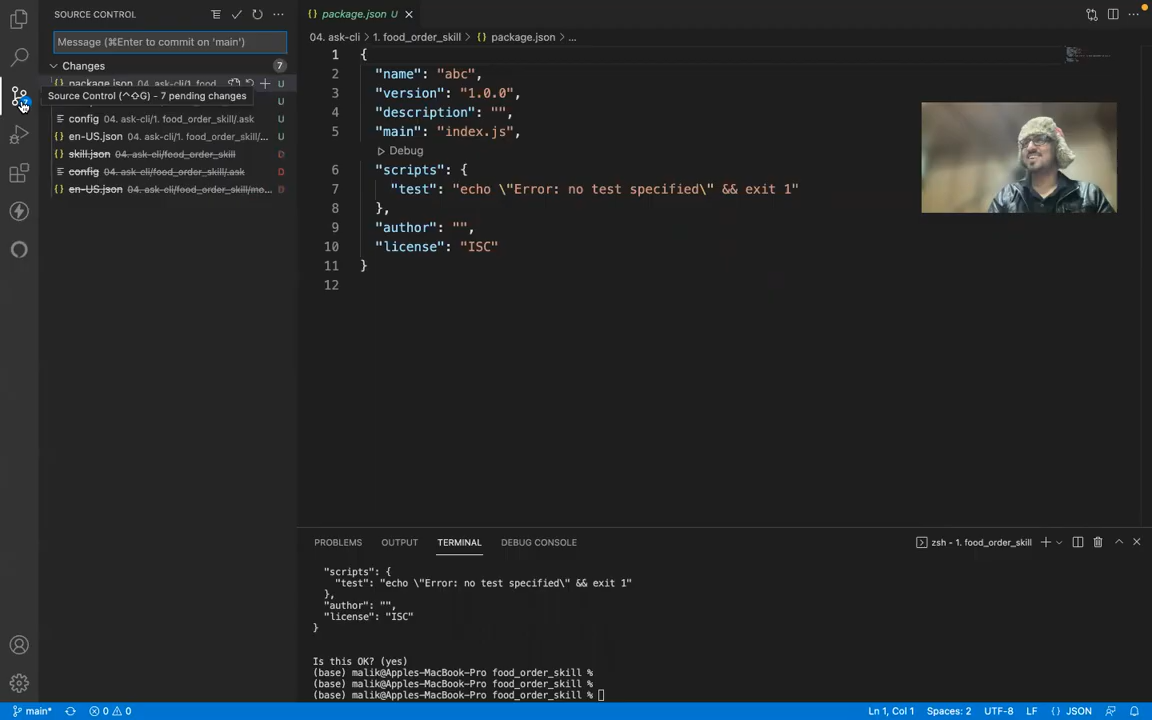 SOURCE CONTROL
Message (⌘Enter to commit on 'main')
Changes 7
package.json 04. ask-cli/1. food... U
Source Control (^⇧G) - 7 pending changes
U
config 04. ask-cli/1. food_order_skill/.ask U
en-US.json 04. ask-cli/1. food_order_skill/... U
skill.json 04. ask-cli/food_order_skill D
config 04. ask-cli/food_order_skill/.ask D
en-US.json 04. ask-cli/food_order_skill/mo... D
package.json U
04. ask-cli > 1. food_order_skill > {} package.json > ...
1 {
2 "name": "abc",
3 "version": "1.0.0",
4 "description": "",
5 "main": "index.js",
Debug
6 "scripts": {
7 "test": "echo \"Error: no test specified\" && exit 1"
8 },
9 "author": "",
10 "license": "ISC"
11 }
12
PROBLEMS OUTPUT TERMINAL DEBUG CONSOLE
zsh - 1. food_order_skill
"scripts": {
"test": "echo \"Error: no test specified\" && exit 1"
},
"author": "",
"license": "ISC"
}
Is this OK? (yes)
(base) malik@Apples-MacBook-Pro food_order_skill %
(base) malik@Apples-MacBook-Pro food_order_skill %
(base) malik@Apples-MacBook-Pro food_order_skill %
main* 0 0
Ln 1, Col 1 Spaces: 2 UTF-8 LF {} JSON